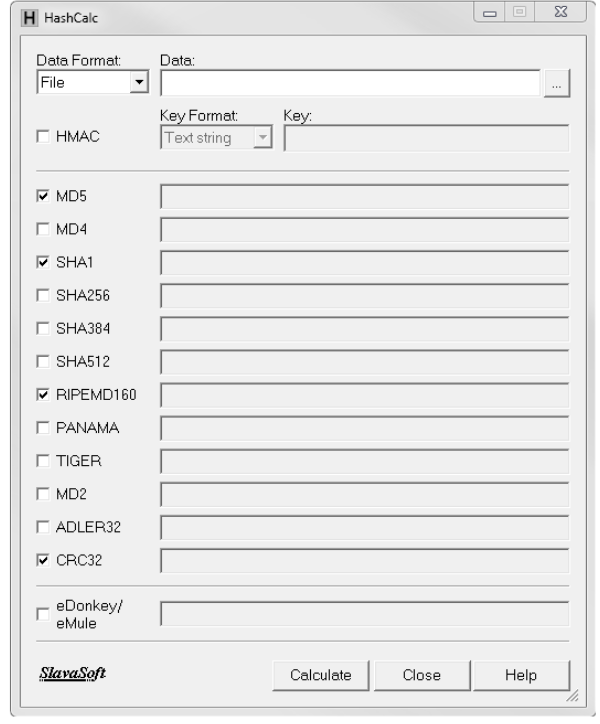 H HashCalc
Data Format: Data:
File ...
Key Format: Key:
HMAC Text string
MD5
MD4
SHA1
SHA256
SHA384
SHA512
RIPEMD160
PANAMA
TIGER
MD2
ADLER32
CRC32
eDonkey/
eMule
SlavaSoft Calculate Close Help